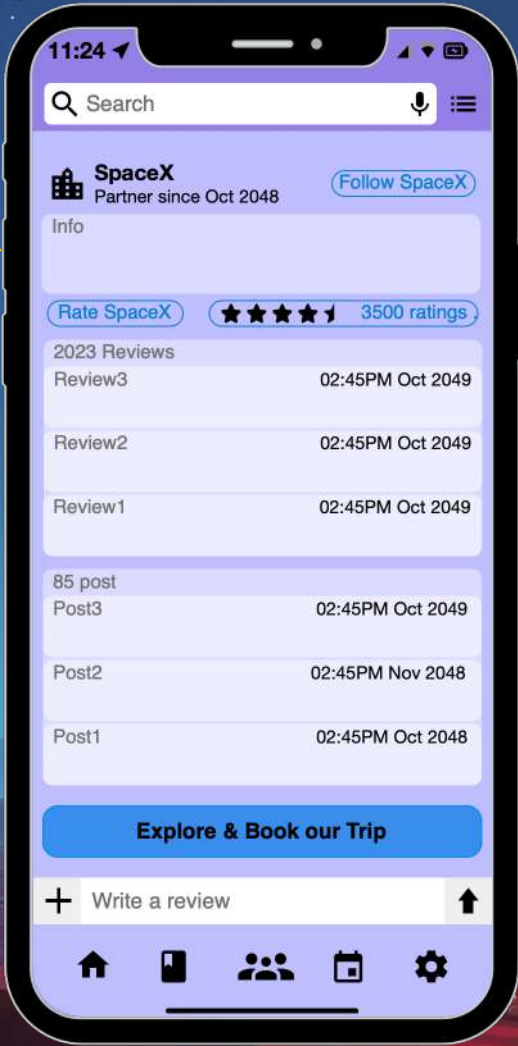 11:24
Search
SpaceX
Partner since Oct 2048
Follow SpaceX
Info
Rate SpaceX
3500 ratings
2023 Reviews
Review3 02:45PM Oct 2049
Review2 02:45PM Oct 2049
Review1 02:45PM Oct 2049
85 post
Post3 02:45PM Oct 2049
Post2 02:45PM Nov 2048
Post1 02:45PM Oct 2048
Explore & Book our Trip
Write a review